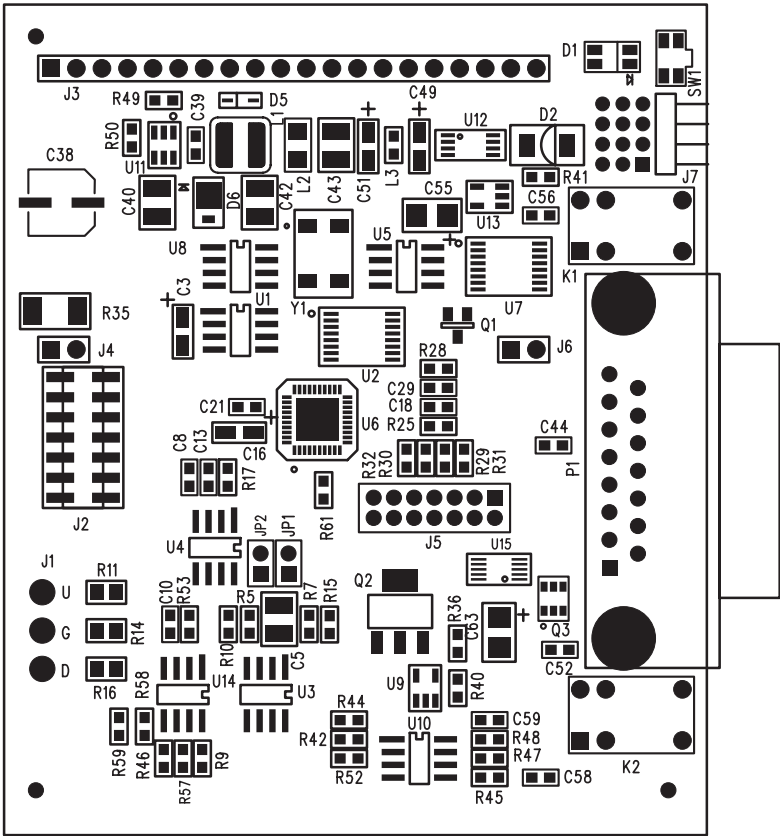 D1
SW1
J3
R49
C39
D5
1
C49
U12
D2
R50
U11
C38
C40
D6
C42
L2
C43
C51
L3
C55
U13
R41
C56
J7
U8
U5
C3
U1
Y1
U7
K1
R35
J4
U2
Q1
J6
R28
C29
C18
R25
C21
U6
C16
C44
C8
C13
R17
R61
R32
R30
R29
R31
P1
J2
J5
U4
JP2
JP1
U15
J1
U
R11
C10
R53
R5
R7
R15
Q2
R36
C63
Q3
G
R14
R10
C5
C52
D
R16
R58
U14
U3
U9
R40
R59
R46
R57
R9
R44
R42
R52
U10
C59
R48
R47
R45
C58
K2